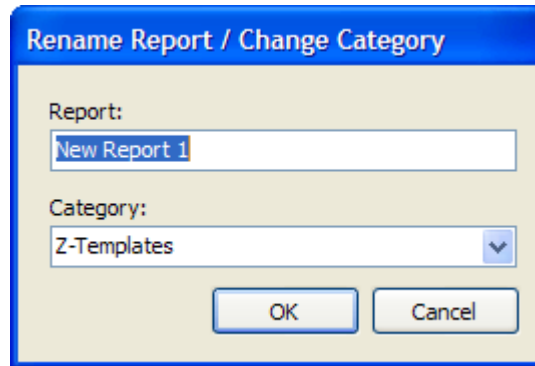 Rename Report / Change Category
Report:
New Report 1
Category:
Z-Templates
OK Cancel